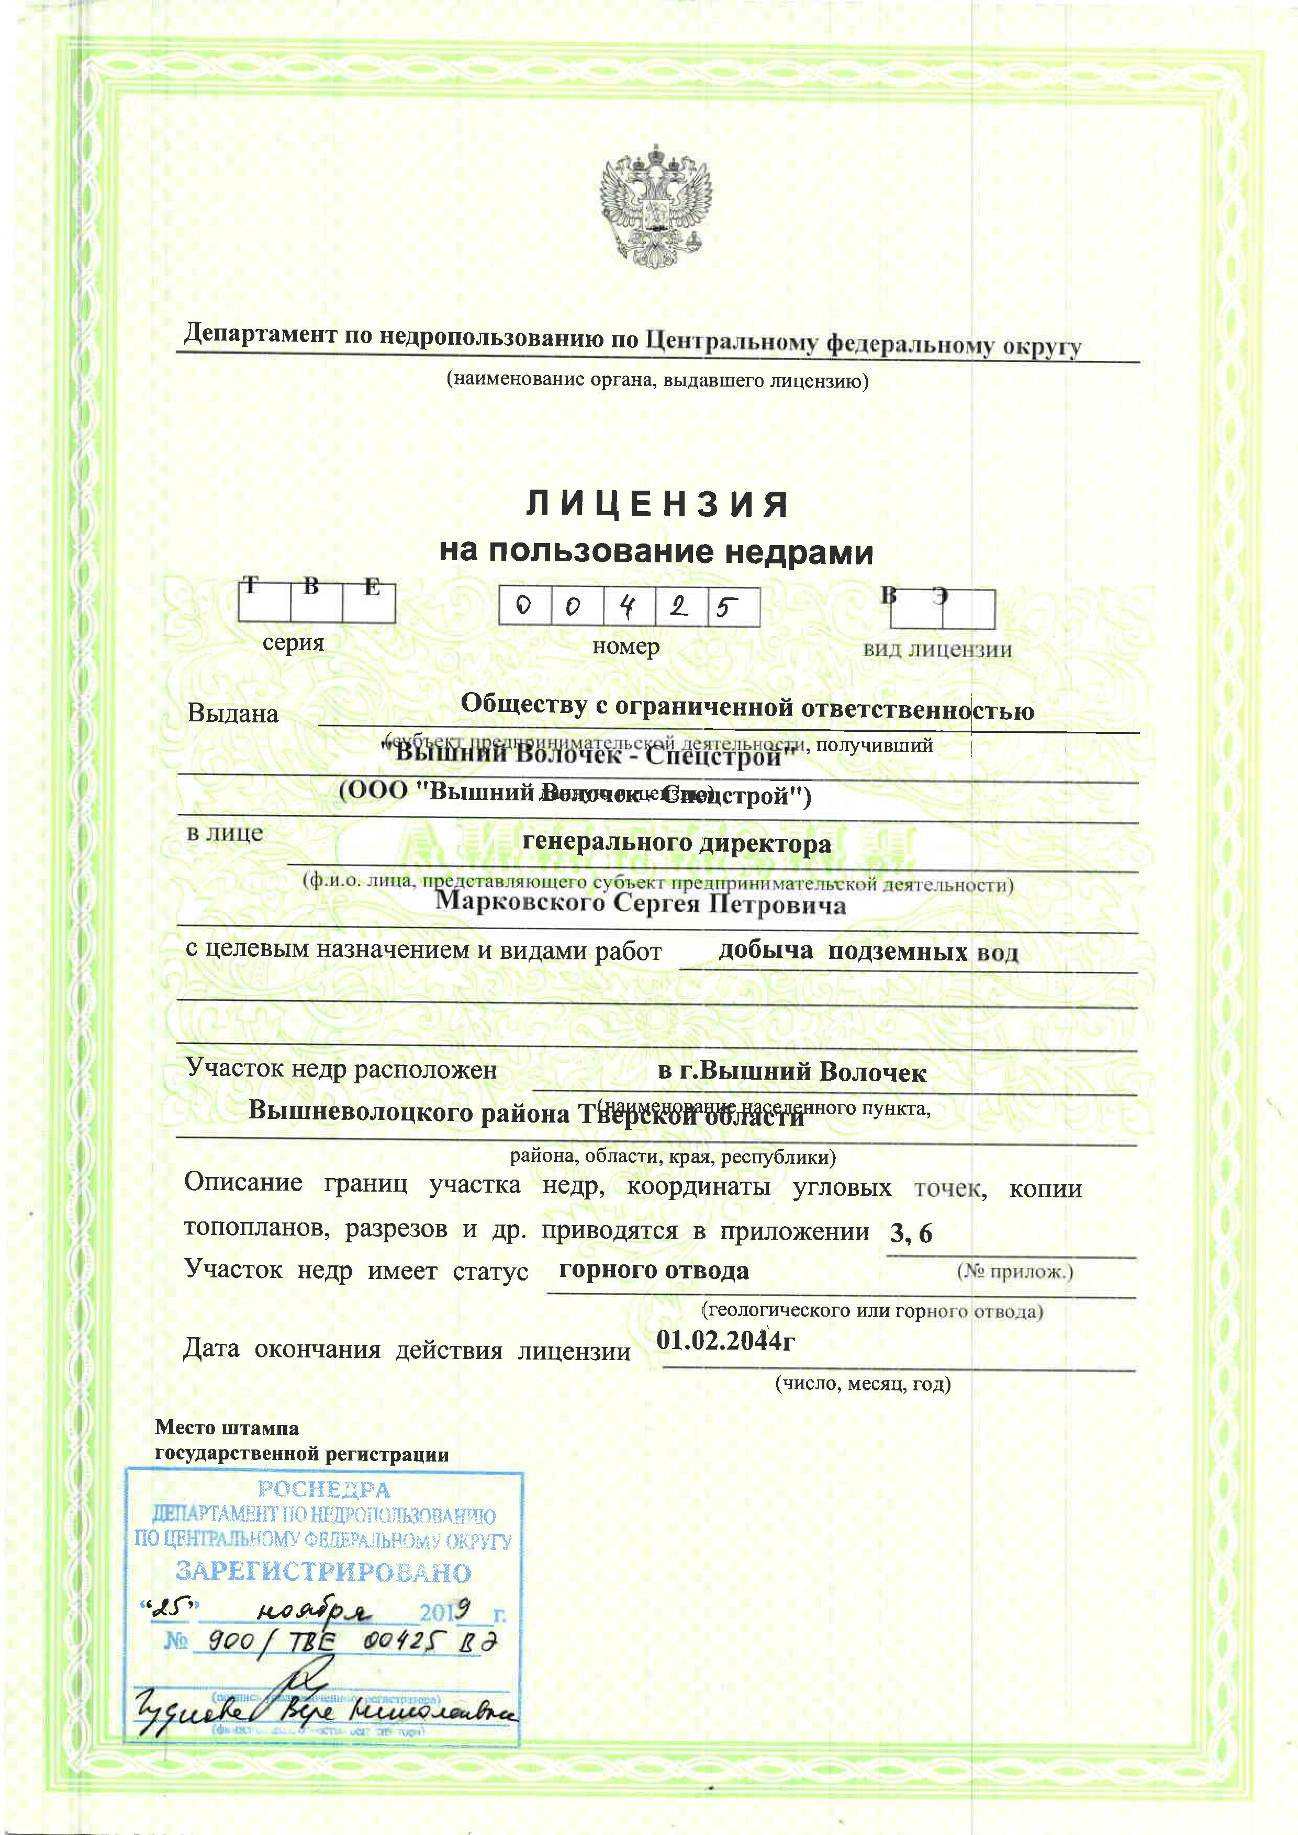 Департамент по недропользованию по Центральному федеральному округу
(наименование органа, выдавшего лицензию)
ЛИЦЕНЗИЯ
на пользование недрами
Т В Е 0 0 4 2 5 В Э
серия номер вид лицензии
Выдана Обществу с ограниченной ответственностью
(субъект предпринимательской деятельности, получивший
"Вышний Волочек - Спецстрой"
(ООО "Вышний Волочек - Спецстрой")
данную лицензию)
в лице генерального директора
(ф.и.о. лица, представляющего субъект предпринимательской деятельности)
Марковского Сергея Петровича
с целевым назначением и видами работ добыча подземных вод
Участок недр расположен в г.Вышний Волочек
(наименование населенного пункта,
Вышневолоцкого района Тверской области
района, области, края, республики)
Описание границ участка недр, координаты угловых точек, копии
топопланов, разрезов и др. приводятся в приложении 3, 6
(№ прилож.)
Участок недр имеет статус горного отвода
(геологического или горного отвода)
Дата окончания действия лицензии 01.02.2044г
(число, месяц, год)
Место штампа
государственной регистрации
РОСНЕДРА
ДЕПАРТАМЕНТ ПО НЕДРОПОЛЬЗОВАНИЮ
ПО ЦЕНТРАЛЬНОМУ ФЕДЕРАЛЬНОМУ ОКРУГУ
ЗАРЕГИСТРИРОВАНО
"25" ноября 2019 г.
№ 900/ ТВЕ 00425 ВЭ